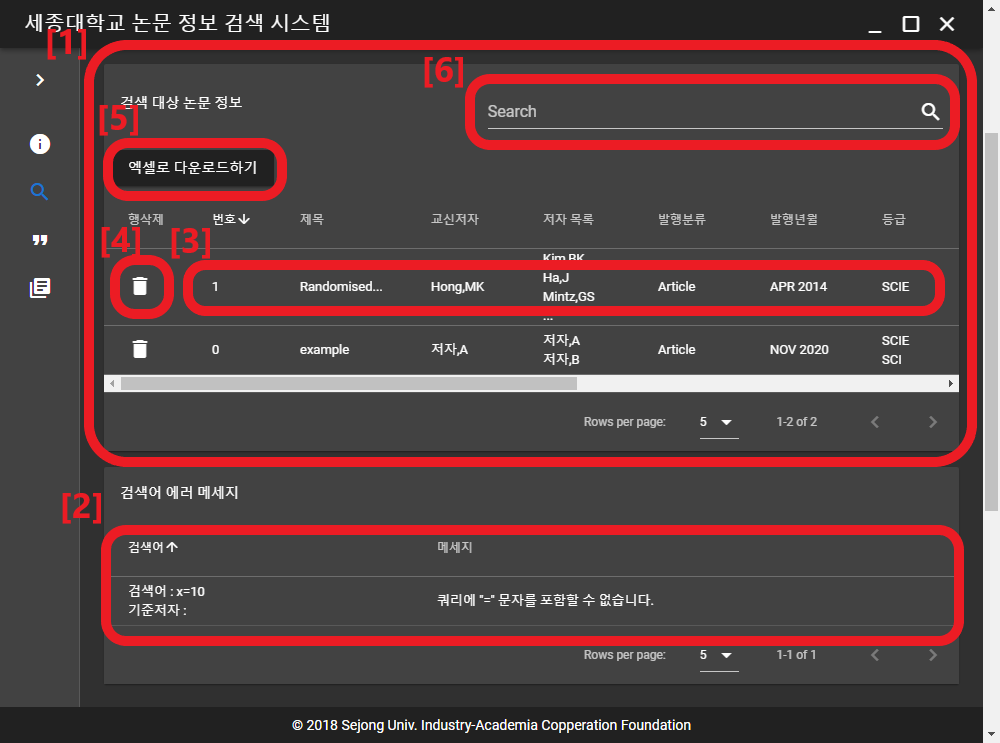 세종대학교 논문 정보 검색 시스템
[1]
[6]
검색 대상 논문 정보
Search
[5]
엑셀로 다운로드하기
행삭제 번호 제목 교신저자 저자 목록 발행분류 발행년월 등급
[4] [3]
Kim,BK
1 Randomised... Hong,MK Ha,J Article APR 2014 SCIE
Mintz,GS
...
0 example 저자,A 저자,A Article NOV 2020 SCIE
저자,B SCI
Rows per page: 5 1-2 of 2
검색어 에러 메세지
[2]
검색어 메세지
검색어 : x=10 쿼리에 "=" 문자를 포함할 수 없습니다.
기준저자 :
Rows per page: 5 1-1 of 1
© 2018 Sejong Univ. Industry-Academia Copperation Foundation